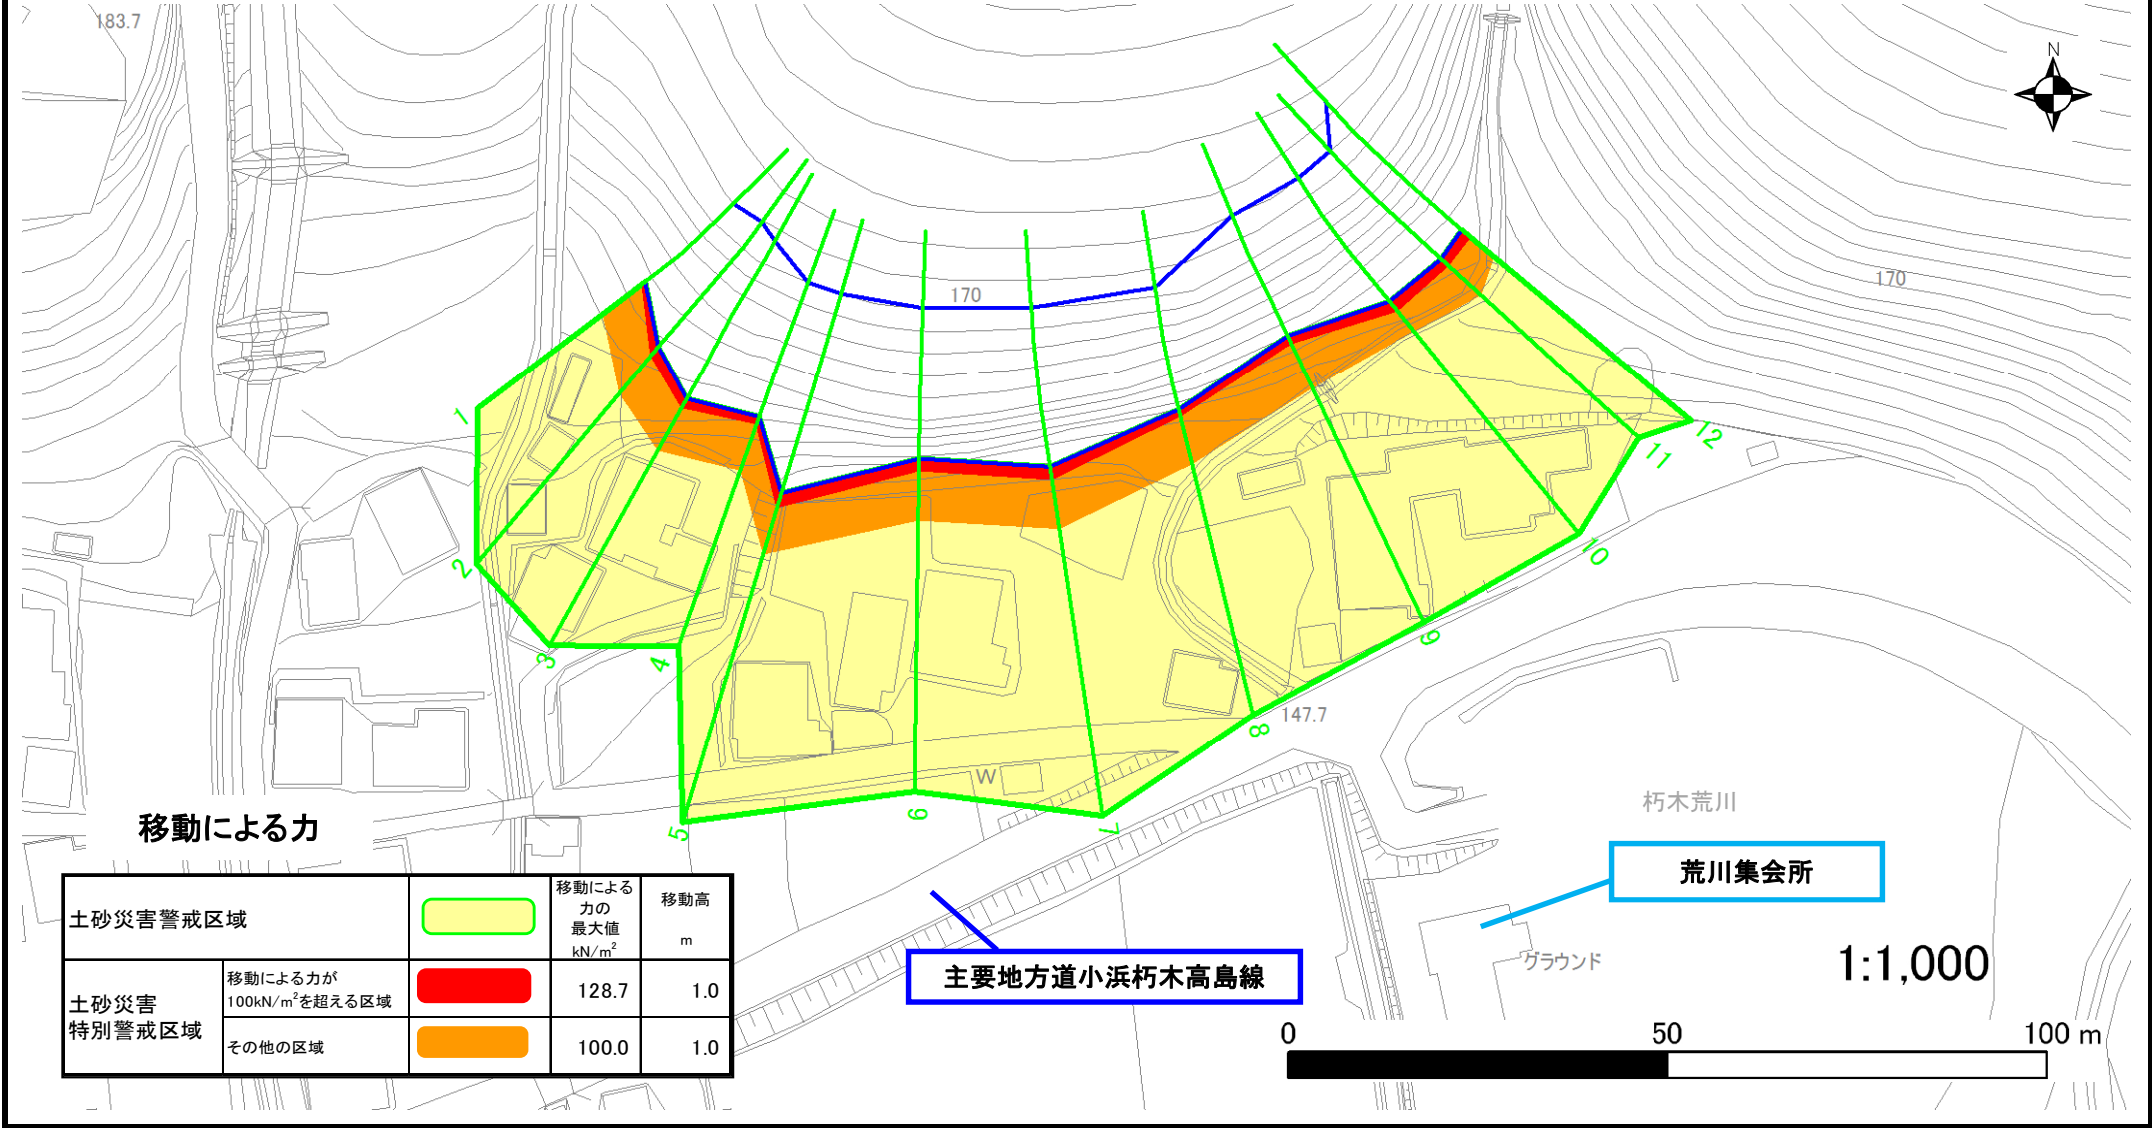 183.7
N
170
170
1
2
3
4
5
6
7
8
9
10
11
12
147.7
W
朽木荒川
荒川集会所
グラウンド
主要地方道小浜朽木高島線
1:1,000
0 50 100 m
移動による力
土砂災害警戒区域
移動による
力の
最大値
kN/m²
移動高
m
土砂災害
特別警戒区域
移動による力が
100kN/m²を超える区域
128.7 1.0
その他の区域
100.0 1.0